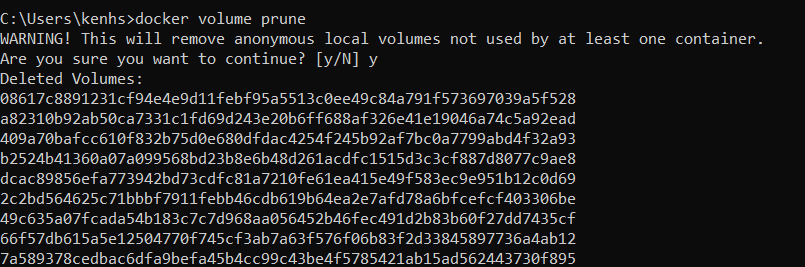 C:\Users\kenhs>docker volume prune
WARNING! This will remove anonymous local volumes not used by at least one container.
Are you sure you want to continue? [y/N] y
Deleted Volumes:
08617c8891231cf94e4e9d11febf95a5513c0ee49c84a791f573697039a5f528
a82310b92ab50ca7331c1fd69d243e20b6ff688af326e41e19046a74c5a92ead
409a70bafcc610f832b75d0e680dfdac4254f245b92af7bc0a7799abd4f32a93
b2524b41360a07a099568bd23b8e6b48d261acdfc1515d3c3cf887d8077c9ae8
dcac89856efa773942bd73cdfc81a7210fe61ea415e49f583ec9e951b12c0d69
2c2bd564625c71bbbf7911febb46cdb619b64ea2e7afd78a6bfcefcf403306be
49c635a07fcada54b183c7c7d968aa056452b46fec491d2b83b60f27dd7435cf
66f57db615a5e12504770f745cf3ab7a63f576f06b83f2d33845897736a4ab12
7a589378cedbac6dfa9befa45b4cc99c43be4f5785421ab15ad562443730f895